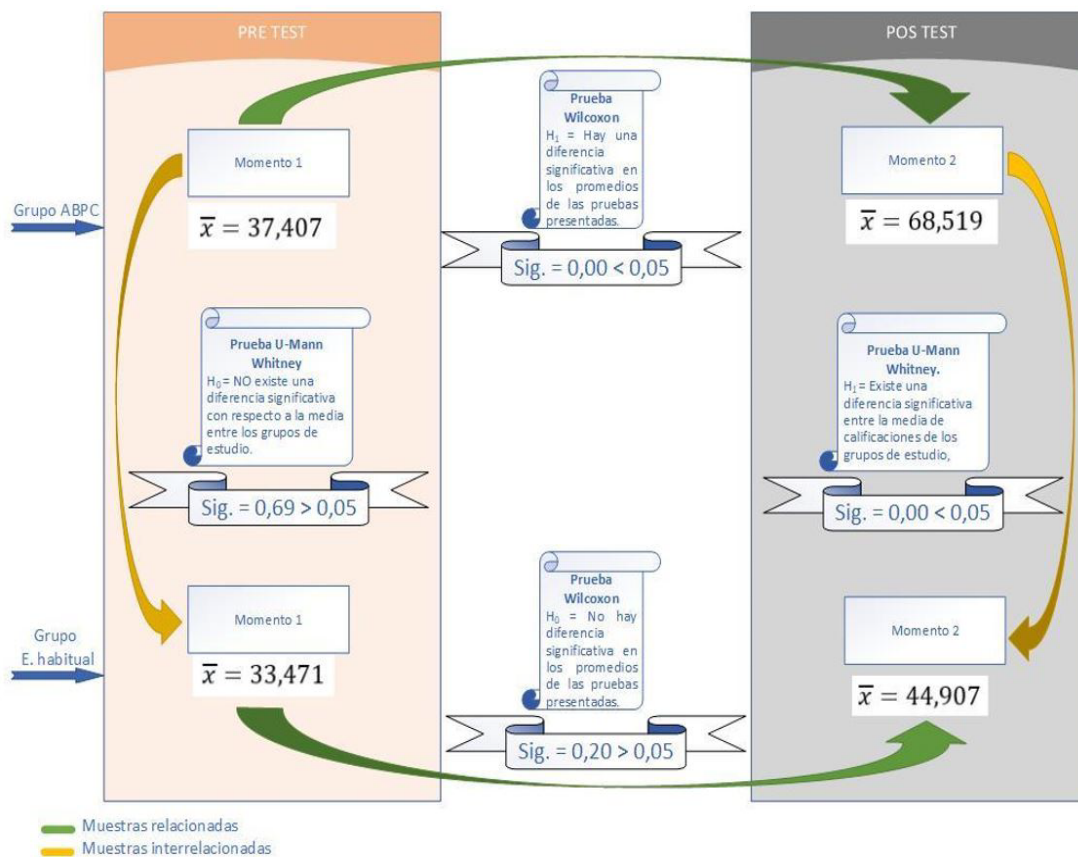 PRE TEST
POS TEST
Prueba
Wilcoxon
H₁ = Hay una
diferencia
significativa en
los promedios
de las pruebas
presentadas.
Sig. = 0,00 < 0,05
Grupo ABPC
Momento 1
x̅ = 37,407
Momento 2
x̅ = 68,519
Prueba U-Mann
Whitney
H₀ = NO existe una
diferencia significativa
con respecto a la media
entre los grupos de
estudio.
Sig. = 0,69 > 0,05
Prueba U-Mann
Whitney.
H₁ = Existe una
diferencia significativa
entre la media de
calificaciones de los
grupos de estudio,
Sig. = 0,00 < 0,05
Grupo
E. habitual
Momento 1
x̅ = 33,471
Prueba
Wilcoxon
H₀ = No hay
diferencia
significativa en
los promedios
de las pruebas
presentadas.
Sig. = 0,20 > 0,05
Momento 2
x̅ = 44,907
Muestras relacionadas
Muestras interrelacionadas